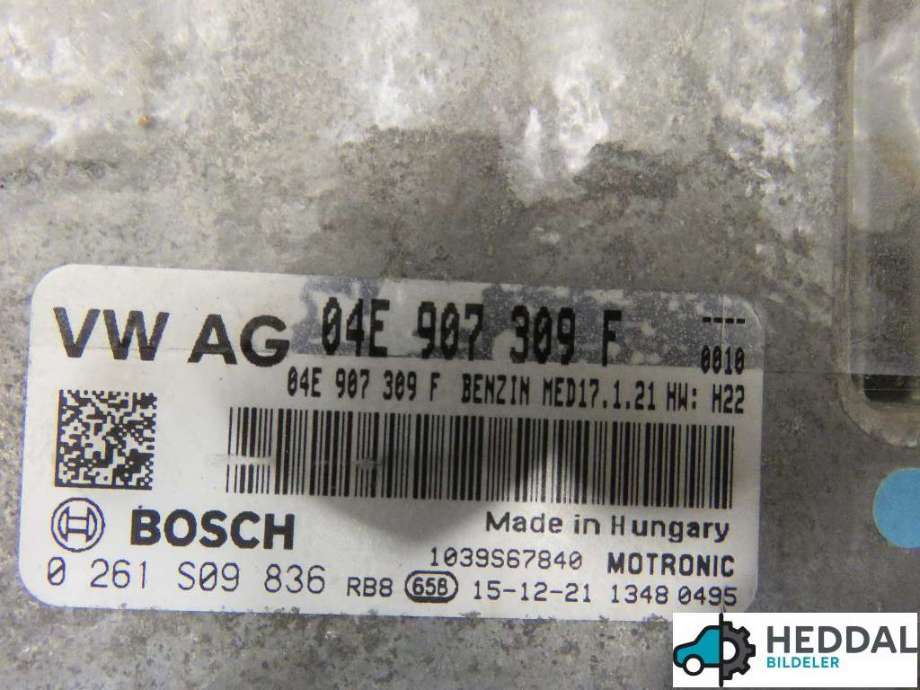 VW AG 04E 907 309 F ----
0010
04E 907 309 F BENZIN MED17.1.21 HW: H22
BOSCH Made in Hungary
1039S67840 MOTRONIC
0 261 S09 836 RB8 658 15-12-21 1348 0495
HEDDAL
BILDELER